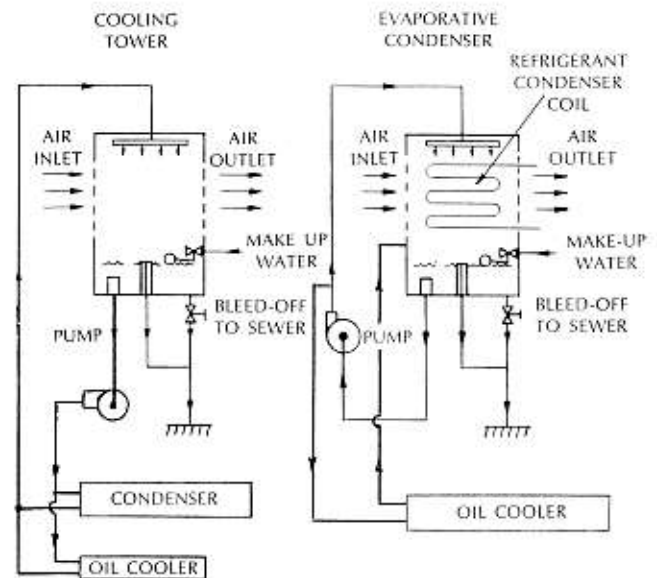 COOLING
TOWER
AIR
INLET
AIR
OUTLET
MAKE UP
WATER
BLEED-OFF
TO SEWER
PUMP
CONDENSER
OIL COOLER
EVAPORATIVE
CONDENSER
REFRIGERANT
CONDENSER
COIL
AIR
INLET
AIR
OUTLET
MAKE-UP
WATER
BLEED-OFF
TO SEWER
PUMP
OIL COOLER